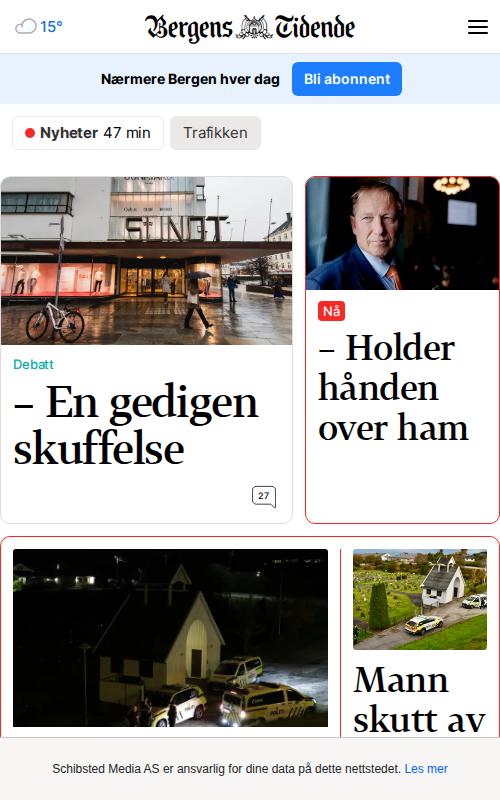 15°
Bergens Tidende
Nærmere Bergen hver dag
Bli abonnent
Nyheter 47 min
Trafikken
SUNDT
Debatt
– En gedigen
skuffelse
27
Nå
– Holder
hånden
over ham
POLITI
Mann
skutt av
Schibsted Media AS er ansvarlig for dine data på dette nettstedet. Les mer